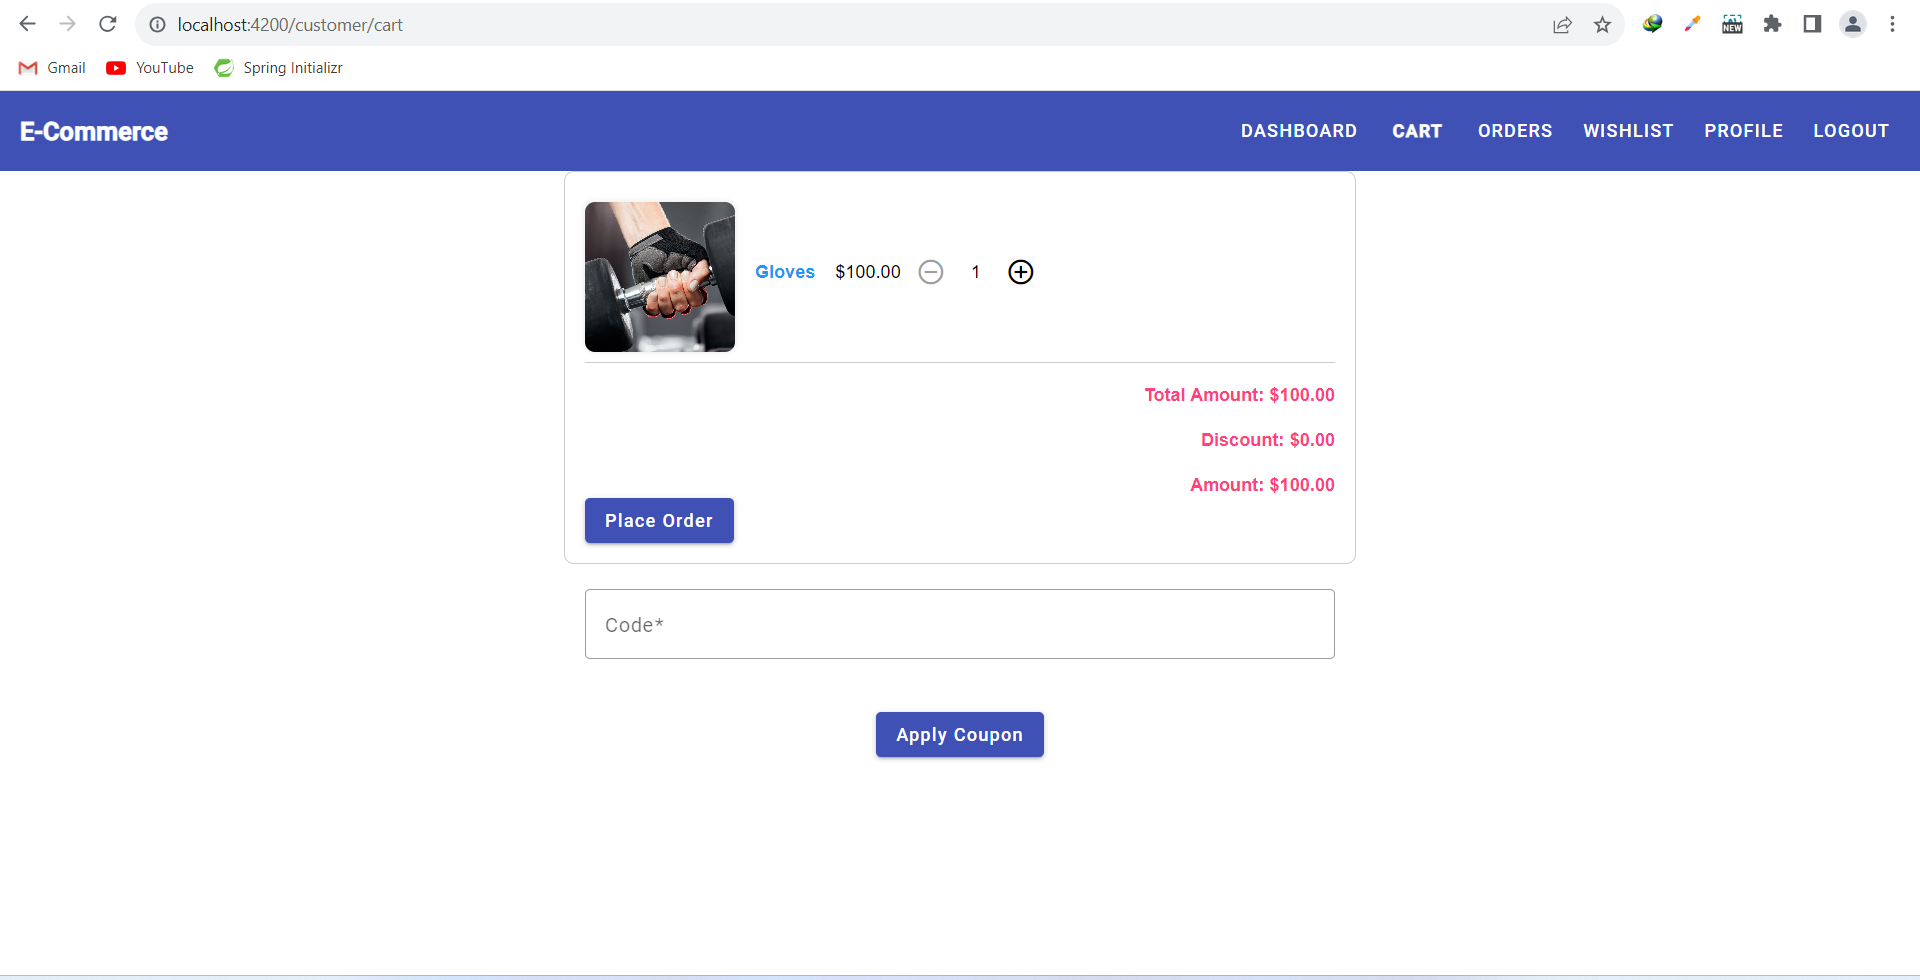 localhost:4200/customer/cart
NEW
Gmail YouTube Spring Initializr
E-Commerce DASHBOARD CART ORDERS WISHLIST PROFILE LOGOUT
Gloves $100.00 1
Total Amount: $100.00
Discount: $0.00
Amount: $100.00
Place Order
Code*
Apply Coupon